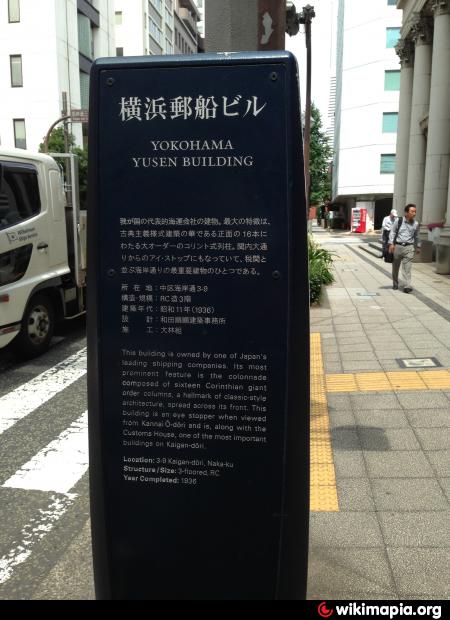 横浜郵船ビル
YOKOHAMA
YUSEN BUILDING
我が国の代表的海運会社の建物。最大の特徴は、
古典主義様式建築の華である正面の16本に
わたる大オーダーのコリント式列柱。関内大通
りからのアイ・ストップにもなっていて、税関と
並ぶ海岸通りの最重要建物のひとつである。
所在地：中区海岸通3-9
構造・規模：RC造3階
建築年代：昭和11年(1936)
設計：和田順顕建築事務所
施工：大林組
This building is owned by one of Japan's
leading shipping companies. Its most
prominent feature is the colonnade
composed of sixteen Corinthian giant
order columns, a hallmark of classic-style
architecture, spread across its front. This
building is an eye stopper when viewed
from Kannai Ō-dōri and is, along with the
Customs House, one of the most important
buildings on Kaigan-dōri.
Location: 3-9 Kaigan-dōri, Naka-ku
Structure / Size: 3-floored, RC
Year Completed: 1936
wikimapia.org